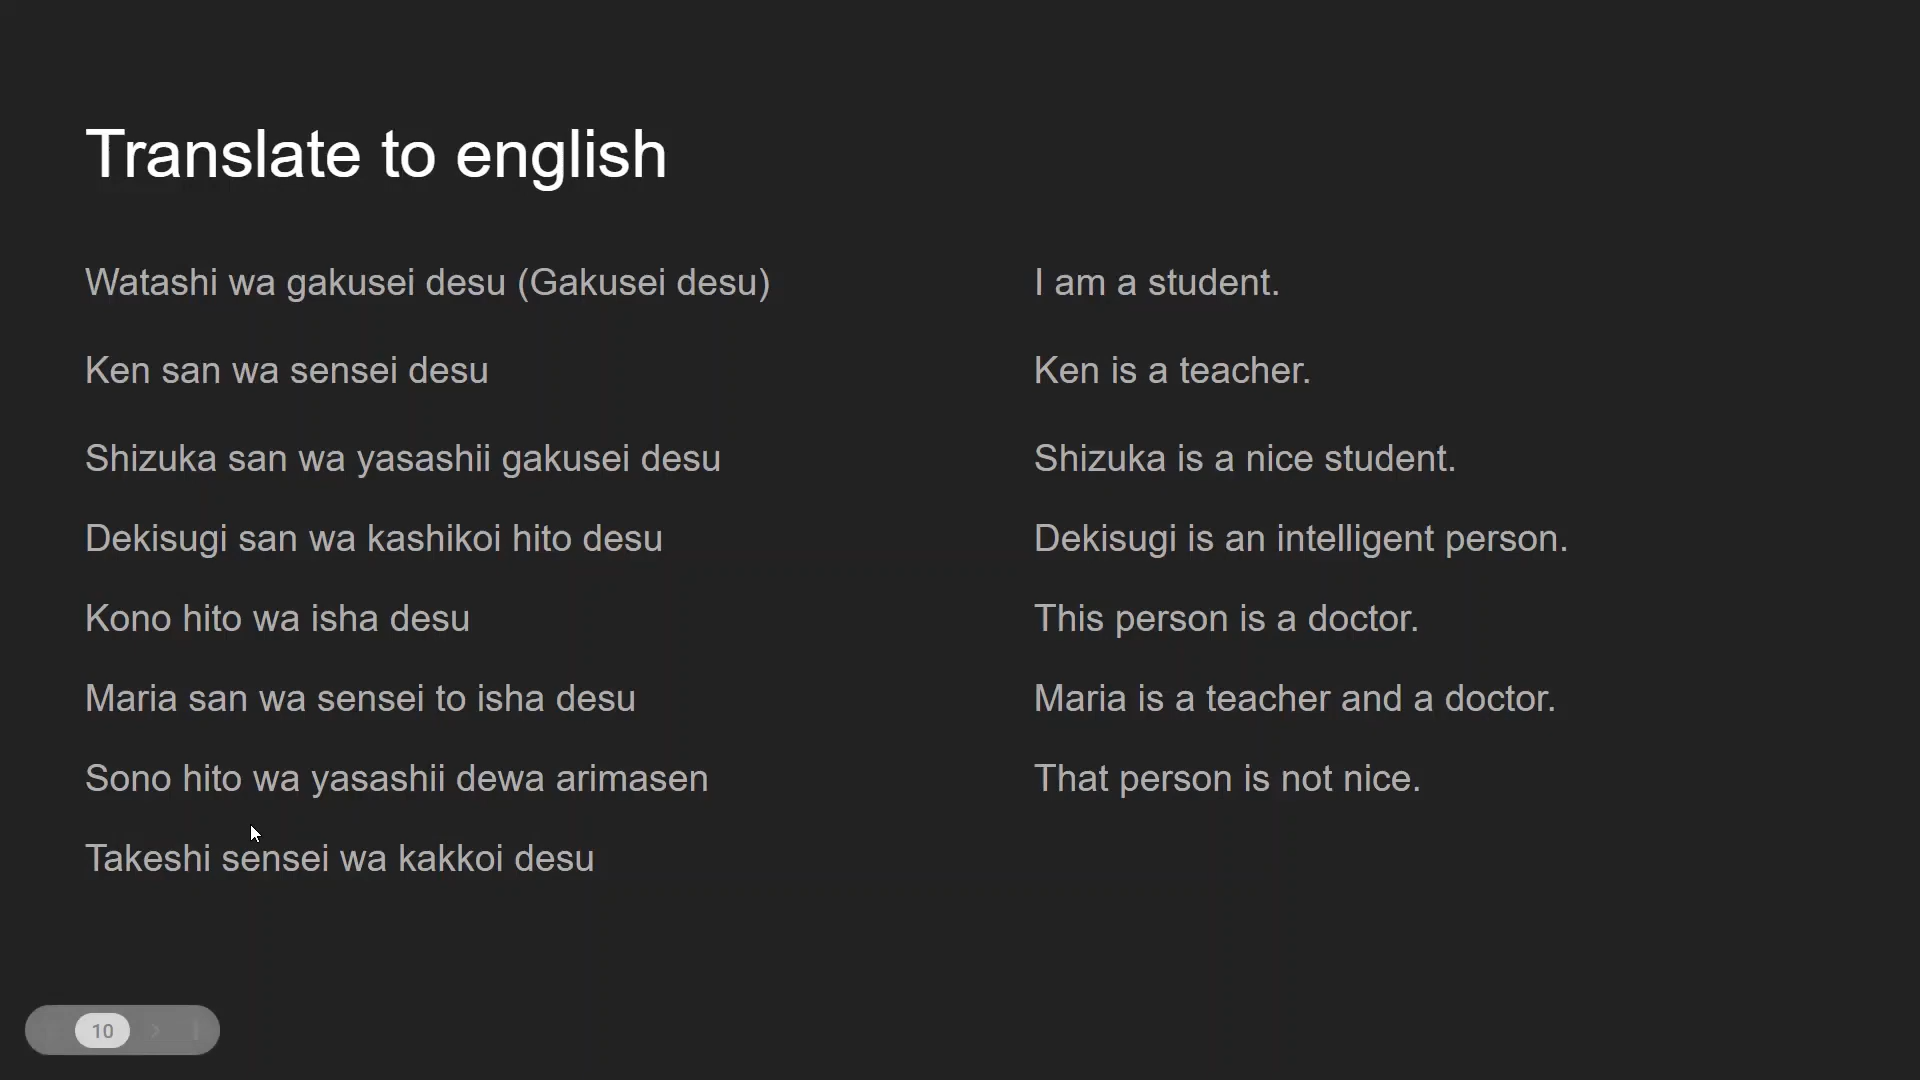 Translate to english
Watashi wa gakusei desu (Gakusei desu)
I am a student.
Ken san wa sensei desu
Ken is a teacher.
Shizuka san wa yasashii gakusei desu
Shizuka is a nice student.
Dekisugi san wa kashikoi hito desu
Dekisugi is an intelligent person.
Kono hito wa isha desu
This person is a doctor.
Maria san wa sensei to isha desu
Maria is a teacher and a doctor.
Sono hito wa yasashii dewa arimasen
That person is not nice.
Takeshi sensei wa kakkoi desu
10